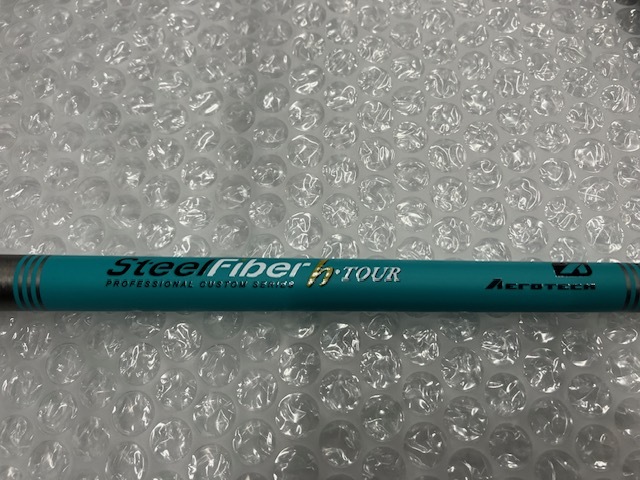 SteelFiber h·TOUR
PROFESSIONAL CUSTOM SERIES
AEROTECH